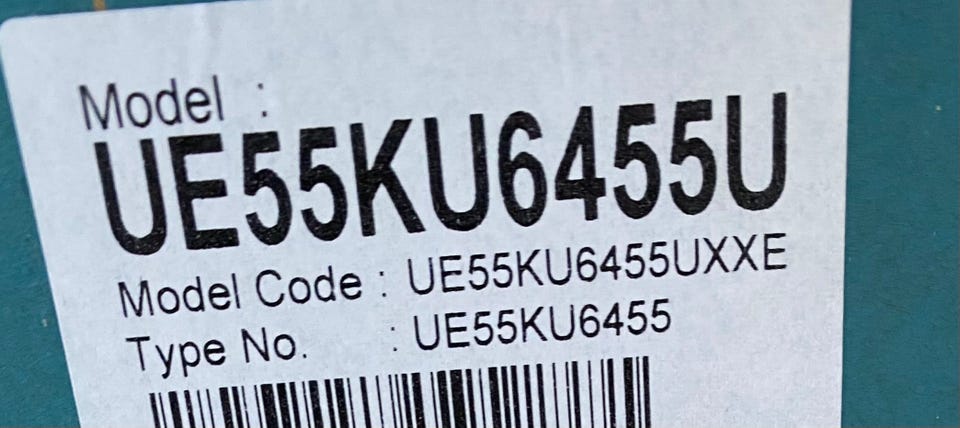 Model :
UE55KU6455U
Model Code : UE55KU6455UXXE
Type No. : UE55KU6455